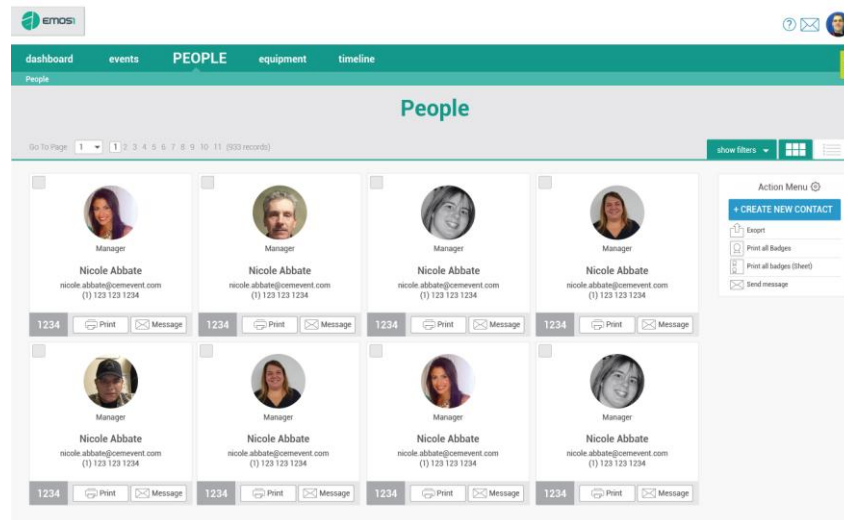 EMOS
dashboard events PEOPLE equipment timeline
People
People
Go To Page: 1 1 2 3 4 5 6 7 8 9 10 11 (933 records)
show filters
Action Menu
+ CREATE NEW CONTACT
Exoprt
Print all Badges
Print all badges (Sheet)
Send message
Manager Manager Manager Manager
Nicole Abbate Nicole Abbate Nicole Abbate Nicole Abbate
nicole.abbate@cemevent.com nicole.abbate@cemevent.com nicole.abbate@cemevent.com nicole.abbate@cemevent.com
(1) 123 123 1234 (1) 123 123 1234 (1) 123 123 1234 (1) 123 123 1234
1234 Print Message 1234 Print Message 1234 Print Message 1234 Print Message
Manager Manager Manager Manager
Nicole Abbate Nicole Abbate Nicole Abbate Nicole Abbate
nicole.abbate@cemevent.com nicole.abbate@cemevent.com nicole.abbate@cemevent.com nicole.abbate@cemevent.com
(1) 123 123 1234 (1) 123 123 1234 (1) 123 123 1234 (1) 123 123 1234
1234 Print Message 1234 Print Message 1234 Print Message 1234 Print Message